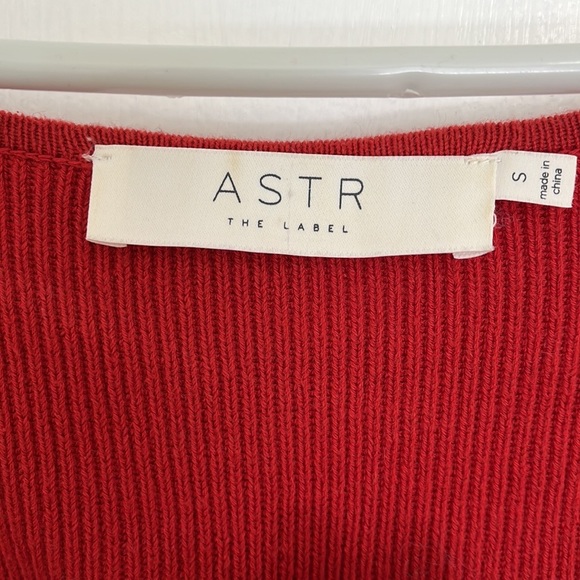 ASTR
THE LABEL
S
made in
china